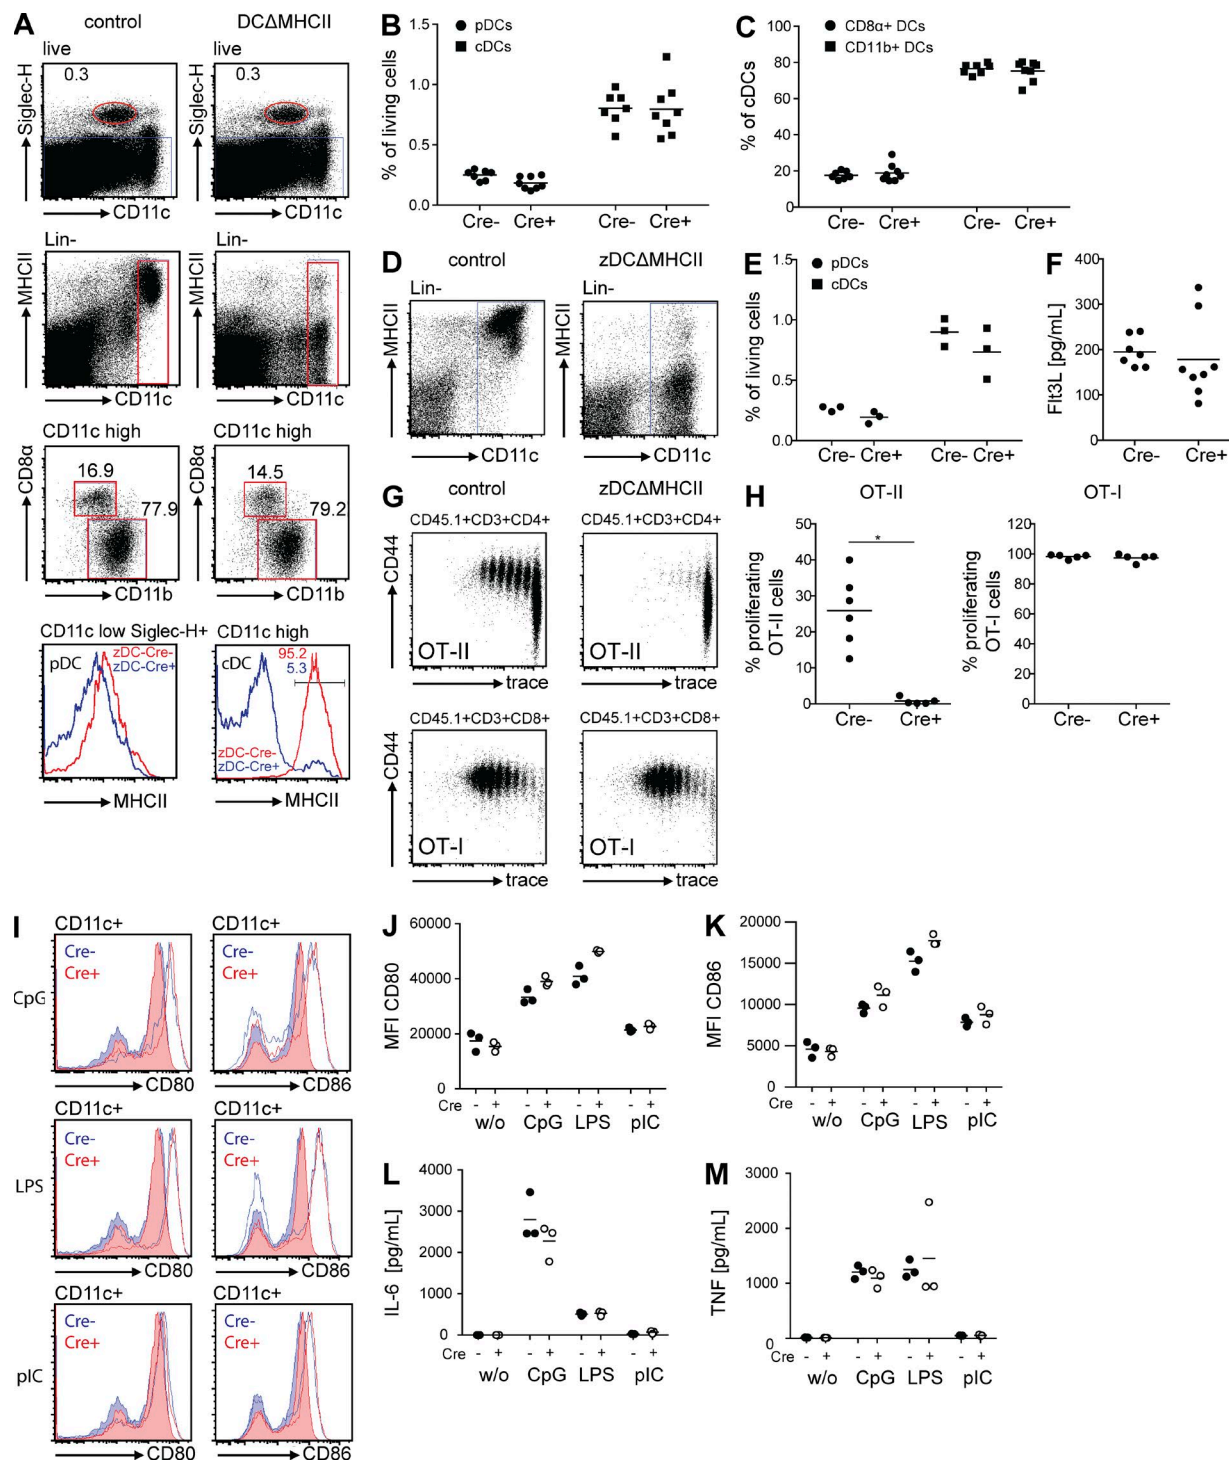 A
control
DCΔMHCII
live
0.3
0.3
Siglec-H
Siglec-H
CD11c
CD11c
Lin-
MHCII
MHCII
CD11c
CD11c
CD11c high
CD11c high
CD8α
CD8α
16.9
77.9
14.5
79.2
CD11b
CD11b
CD11c low Siglec-H+
CD11c high
pDC
zDC-Cre-
zDC-Cre+
cDC
95.2
5.3
zDC-Cre-
zDC-Cre+
MHCII
MHCII
B
pDCs
cDCs
% of living cells
1.5
1.0
0.5
0.0
Cre-
Cre+
Cre-
Cre+
C
CD8α+ DCs
CD11b+ DCs
% of cDCs
100
80
60
40
20
0
Cre-
Cre+
Cre-
Cre+
D
control
zDCΔMHCII
Lin-
Lin-
MHCII
MHCII
CD11c
CD11c
E
pDCs
cDCs
% of living cells
1.5
1.0
0.5
0.0
Cre-
Cre+
Cre-
Cre+
F
Flt3L [pg/mL]
400
300
200
100
0
Cre-
Cre+
G
control
zDCΔMHCII
CD45.1+CD3+CD4+
CD45.1+CD3+CD4+
CD44
CD44
OT-II
OT-II
trace
trace
CD45.1+CD3+CD8+
CD45.1+CD3+CD8+
CD44
CD44
OT-I
OT-I
trace
trace
H
OT-II
OT-I
% proliferating
OT-II cells
50
40
30
20
10
0
*
Cre-
Cre+
% proliferating
OT-I cells
120
100
80
60
40
20
0
Cre-
Cre+
I
CD11c+
CD11c+
CpG
Cre-
Cre+
Cre-
Cre+
CD80
CD86
CD11c+
CD11c+
LPS
Cre-
Cre+
Cre-
Cre+
CD80
CD86
CD11c+
CD11c+
pIC
Cre-
Cre+
Cre-
Cre+
CD80
CD86
J
MFI CD80
60000
40000
20000
0
Cre - + - + - + - +
w/o CpG LPS pIC
K
MFI CD86
20000
15000
10000
5000
0
Cre - + - + - + - +
w/o CpG LPS pIC
L
IL-6 [pg/mL]
4000
3000
2000
1000
0
Cre - + - + - + - +
w/o CpG LPS pIC
M
TNF [pg/mL]
3000
2000
1000
0
Cre - + - + - + - +
w/o CpG LPS pIC